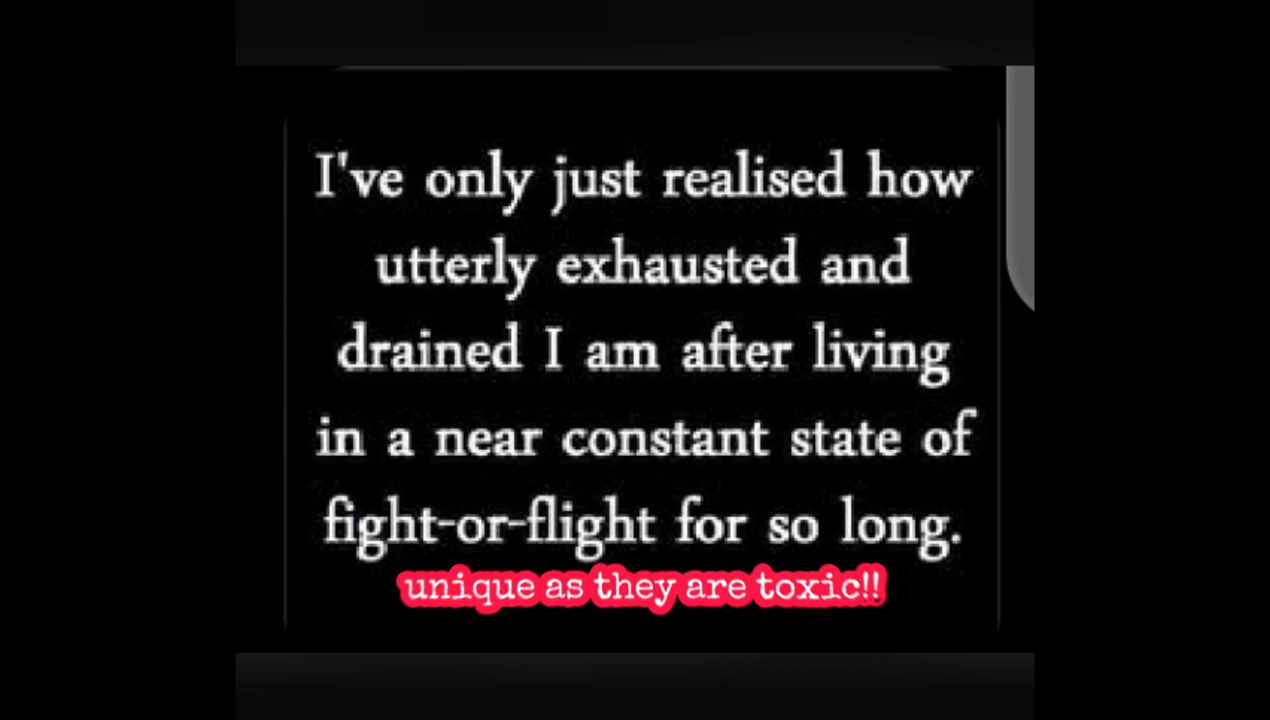 I've only just realised how
utterly exhausted and
drained I am after living
in a near constant state of
fight-or-flight for so long.
unique as they are toxic!!